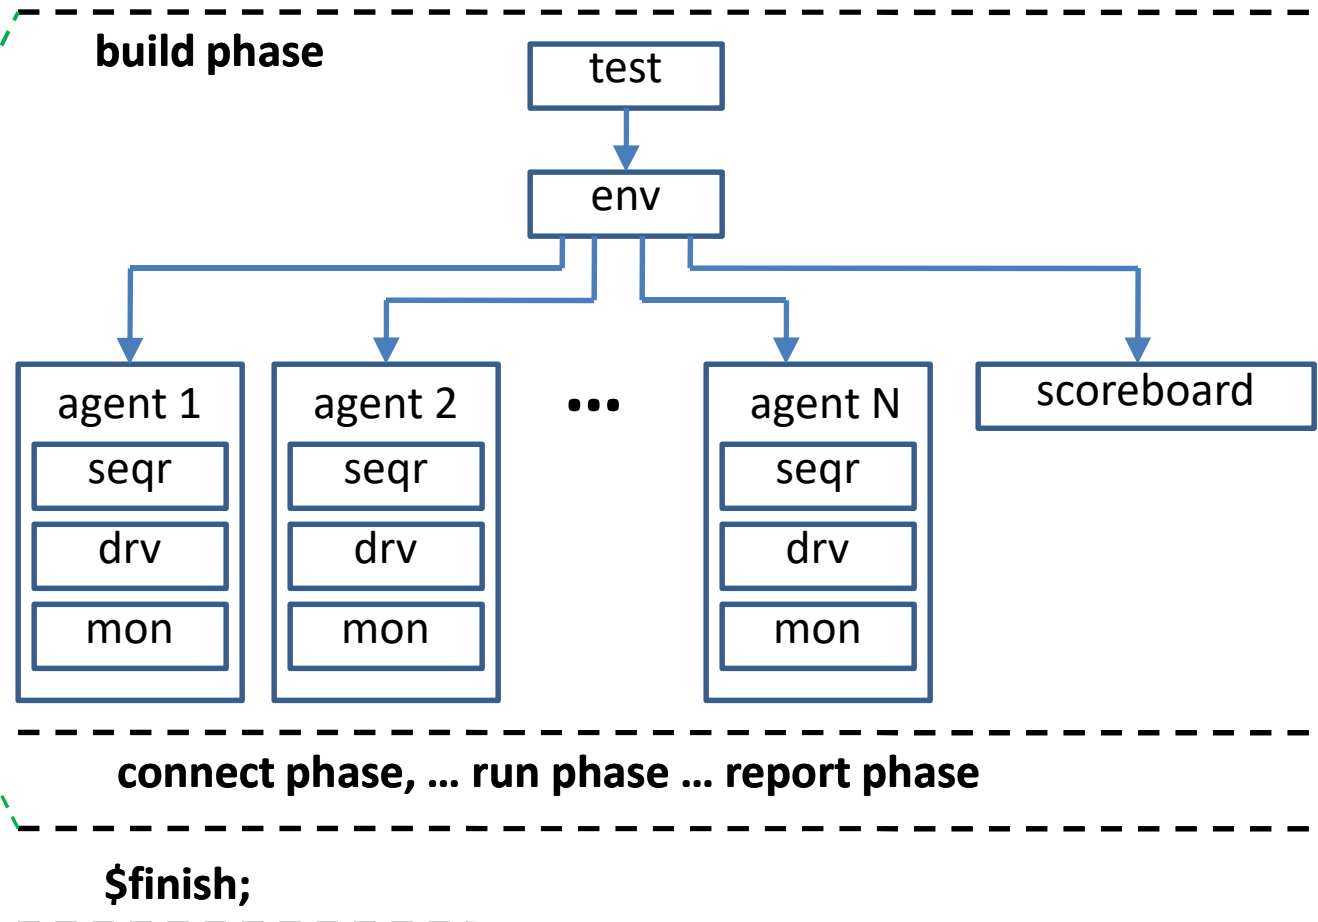 build phase
test
env
agent 1
seqr
drv
mon
agent 2
seqr
drv
mon
...
agent N
seqr
drv
mon
scoreboard
connect phase, … run phase … report phase
$finish;